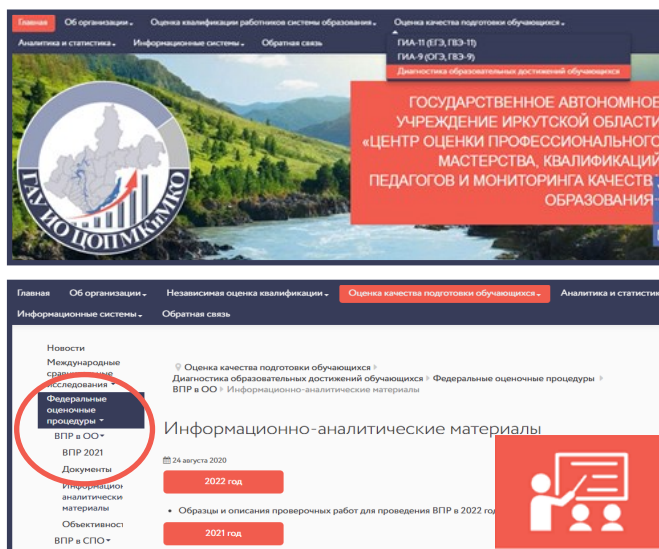 Главная Об организации Оценка квалификации работников системы образования Оценка качества подготовки обучающихся
Аналитика и статистика Информационные системы Обратная связь
ГИА-11 (ЕГЭ, ГВЭ-11)
ГИА-9 (ОГЭ, ГВЭ-9)
Диагностика образовательных достижений обучающихся
ГОСУДАРСТВЕННОЕ АВТОНОМНОЕ
УЧРЕЖДЕНИЕ ИРКУТСКОЙ ОБЛАСТИ
«ЦЕНТР ОЦЕНКИ ПРОФЕССИОНАЛЬНОГО
МАСТЕРСТВА, КВАЛИФИКАЦИЙ
ПЕДАГОГОВ И МОНИТОРИНГА КАЧЕСТВ
ОБРАЗОВАНИЯ
ГАУ ИО ЦОПМКиМКО
Главная Об организации Независимая оценка квалификации Оценка качества подготовки обучающихся Аналитика и статистик
Информационные системы Обратная связь
Новости
Международные
исследования
Федеральные
оценочные
процедуры
ВПР в ОО
ВПР 2021
Документы
Информацион
аналитически
материалы
Объективност
ВПР в СПО
Оценка качества подготовки обучающихся
Диагностика образовательных достижений обучающихся Федеральные оценочные процедуры
ВПР в ОО Информационно-аналитические материалы
Информационно-аналитические материалы
24 августа 2020
2022 год
• Образцы и описания проверочных работ для проведения ВПР в 2022 год
2021 год